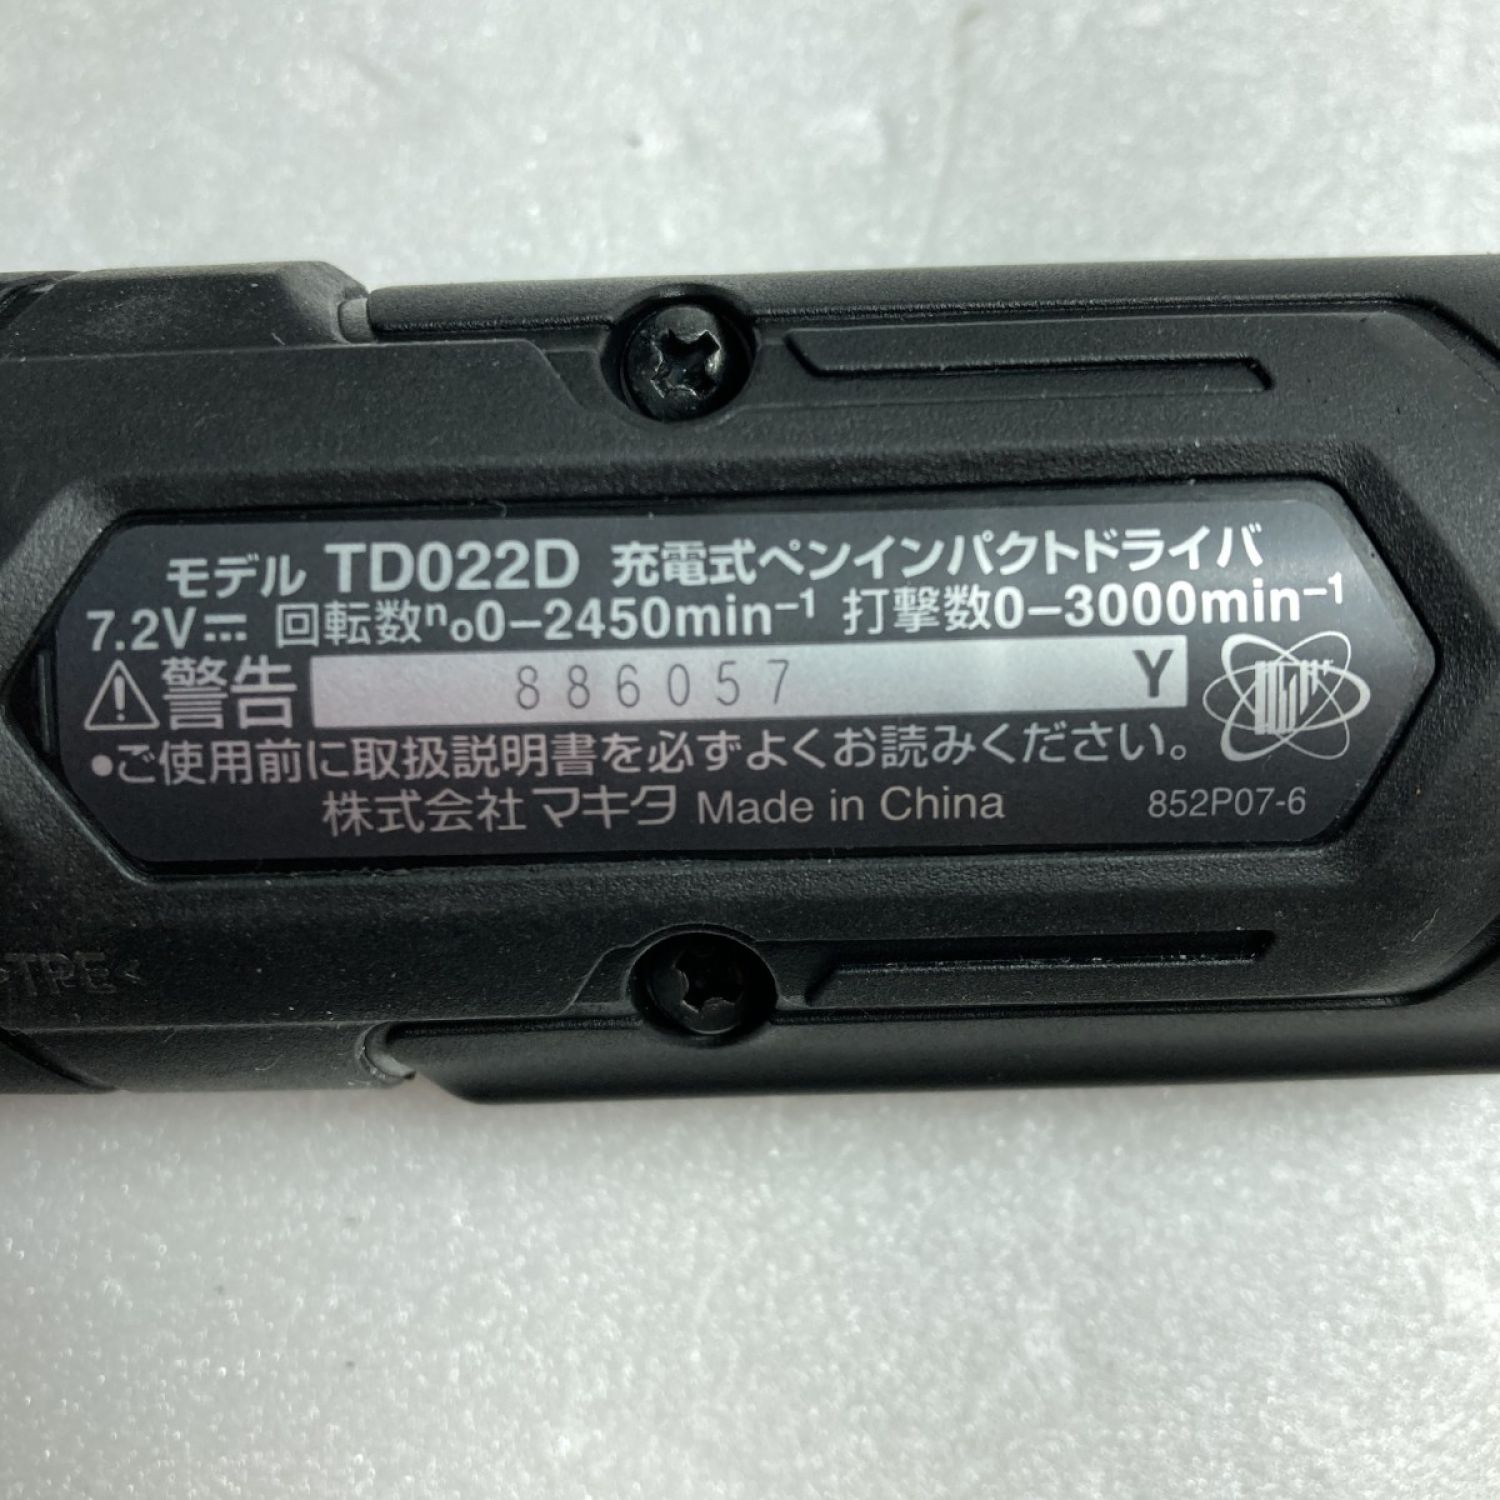 モデル TD022D 充電式ペンインパクトドライバ
7.2V⎓ 回転数n₀0−2450min⁻¹ 打撃数0−3000min⁻¹
⚠警告 886057 Y
●ご使用前に取扱説明書を必ずよくお読みください。
株式会社マキタ Made in China 852P07-6
>TPE<